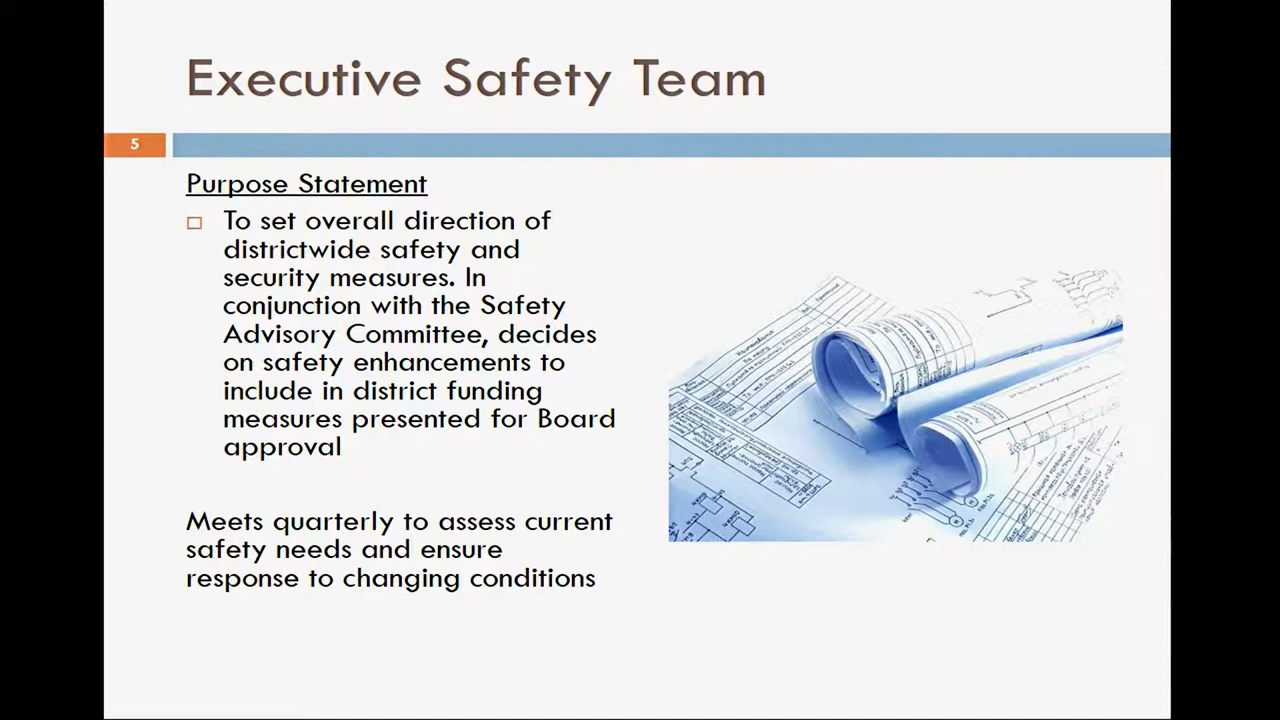 Executive Safety Team
5
Purpose Statement
To set overall direction of
districtwide safety and
security measures. In
conjunction with the Safety
Advisory Committee, decides
on safety enhancements to
include in district funding
measures presented for Board
approval
Meets quarterly to assess current
safety needs and ensure
response to changing conditions